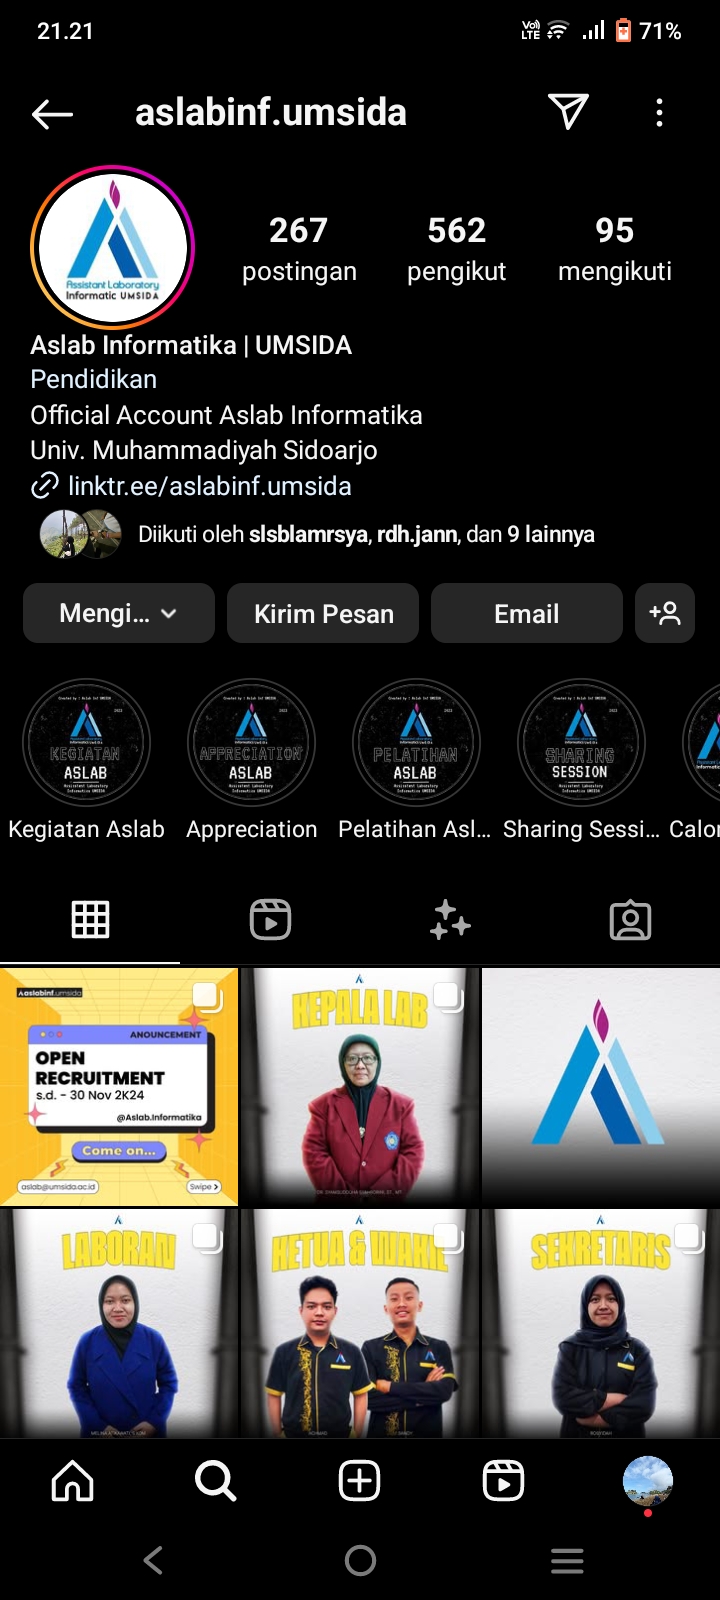 21.21
Vo)
LTE
71%
aslabinf.umsida
Assistant Laboratory
Informatic UMSIDA
267
postingan
562
pengikut
95
mengikuti
Aslab Informatika | UMSIDA
Pendidikan
Official Account Aslab Informatika
Univ. Muhammadiyah Sidoarjo
linktr.ee/aslabinf.umsida
Diikuti oleh slsblamrsya, rdh.jann, dan 9 lainnya
Mengi...
Kirim Pesan
Email
KEGIATAN
ASLAB
APPRECIATION
ASLAB
PELATIHAN
ASLAB
SHARING
SESSION
Kegiatan Aslab
Appreciation
Pelatihan Asl...
Sharing Sessi...
Calor
aslabinf.umsida
ANOUNCEMENT
OPEN
RECRUITMENT
s.d. - 30 Nov 2K24
@Aslab.Informatika
Come on...
aslab@umsida.ac.id
Swipe >
HEPALA LAB
LABORAN
KETUA & WAKIL
SEKRETARIS